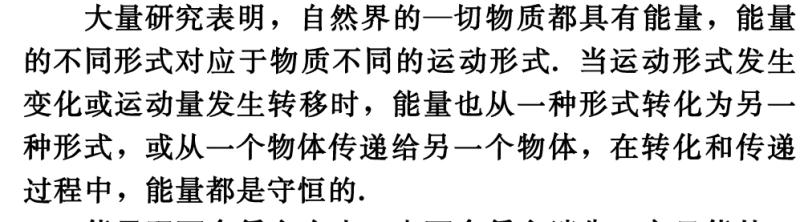 大量研究表明，自然界的一切物质都具有能量，能量
的不同形式对应于物质不同的运动形式．当运动形式发生
变化或运动量发生转移时，能量也从一种形式转化为另一
种形式，或从一个物体传递给另一个物体，在转化和传递
过程中，能量都是守恒的．